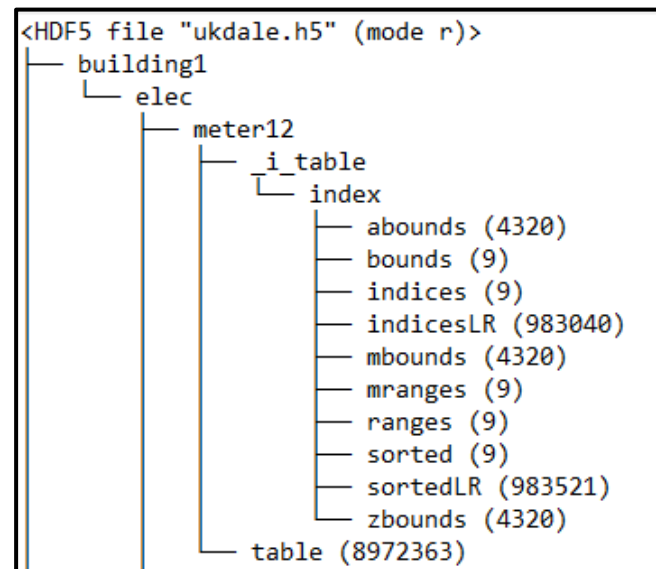 <HDF5 file "ukdale.h5" (mode r)>
├── building1
│   └── elec
│       ├── meter12
│       │   ├── _i_table
│       │   │   └── index
│       │   │       ├── abounds (4320)
│       │   │       ├── bounds (9)
│       │   │       ├── indices (9)
│       │   │       ├── indicesLR (983040)
│       │   │       ├── mbounds (4320)
│       │   │       ├── mranges (9)
│       │   │       ├── ranges (9)
│       │   │       ├── sorted (9)
│       │   │       ├── sortedLR (983521)
│       │   │       └── zbounds (4320)
│       │   └── table (8972363)